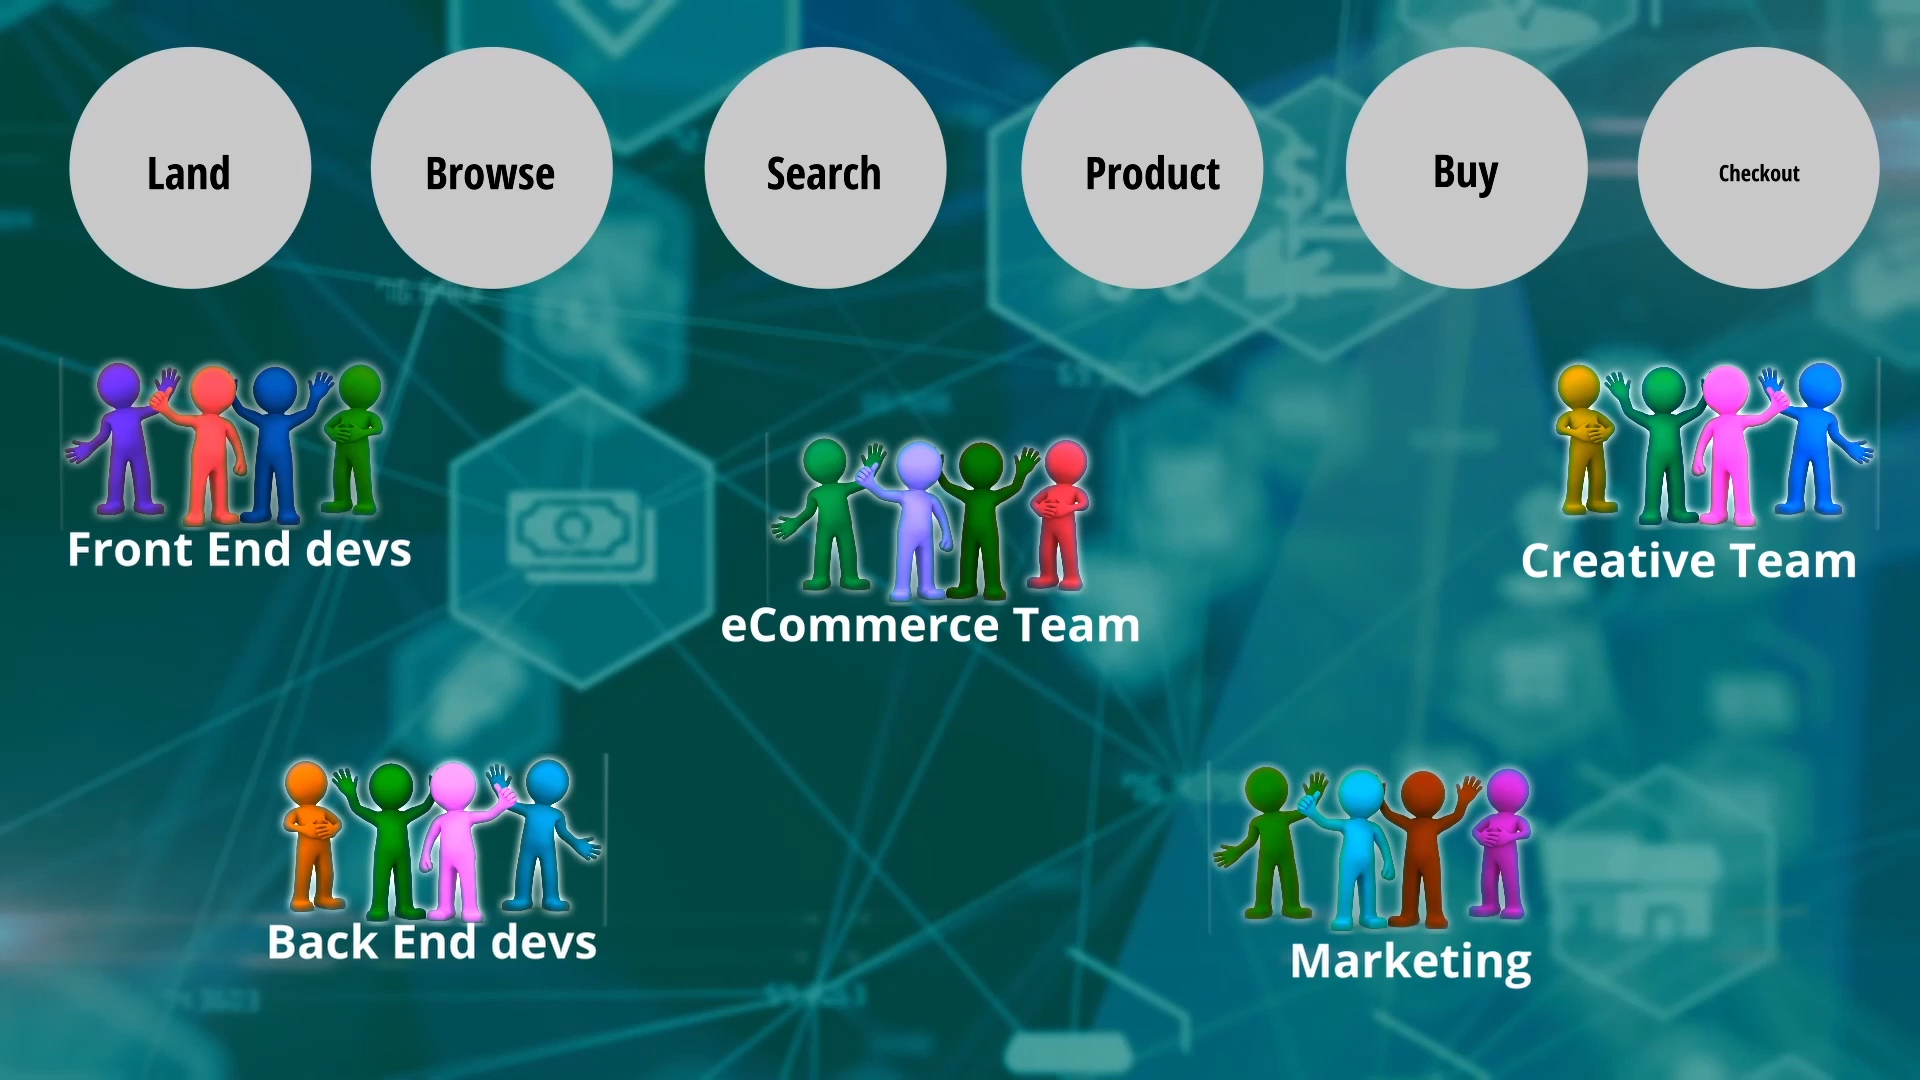 Land
Browse
Search
Product
Buy
Checkout
Front End devs
eCommerce Team
Creative Team
Back End devs
Marketing